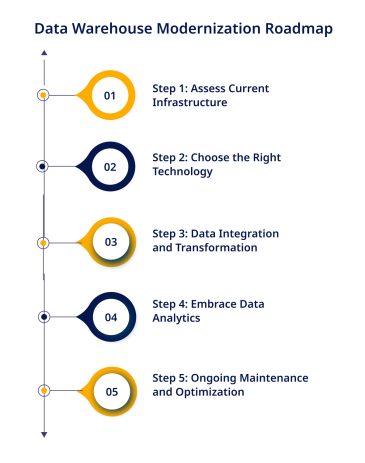 Data Warehouse Modernization Roadmap
01
Step 1: Assess Current
Infrastructure
02
Step 2: Choose the Right
Technology
03
Step 3: Data Integration
and Transformation
04
Step 4: Embrace Data
Analytics
05
Step 5: Ongoing Maintenance
and Optimization